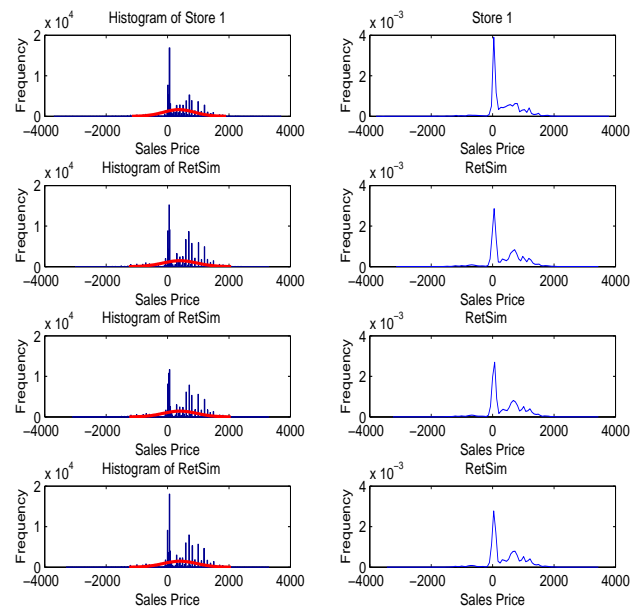 Histogram of Store 1
x 10^4
Frequency
2
1
0
−4000 −2000 0 2000 4000
Sales Price
Store 1
x 10^−3
Frequency
4
2
0
−4000 −2000 0 2000 4000
Sales Price
Histogram of RetSim
x 10^4
Frequency
2
1
0
−4000 −2000 0 2000 4000
Sales Price
RetSim
x 10^−3
Frequency
4
2
0
−4000 −2000 0 2000 4000
Sales Price
Histogram of RetSim
x 10^4
Frequency
2
1
0
−4000 −2000 0 2000 4000
Sales Price
RetSim
x 10^−3
Frequency
4
2
0
−4000 −2000 0 2000 4000
Sales Price
Histogram of RetSim
x 10^4
Frequency
2
1
0
−4000 −2000 0 2000 4000
Sales Price
RetSim
x 10^−3
Frequency
4
2
0
−4000 −2000 0 2000 4000
Sales Price